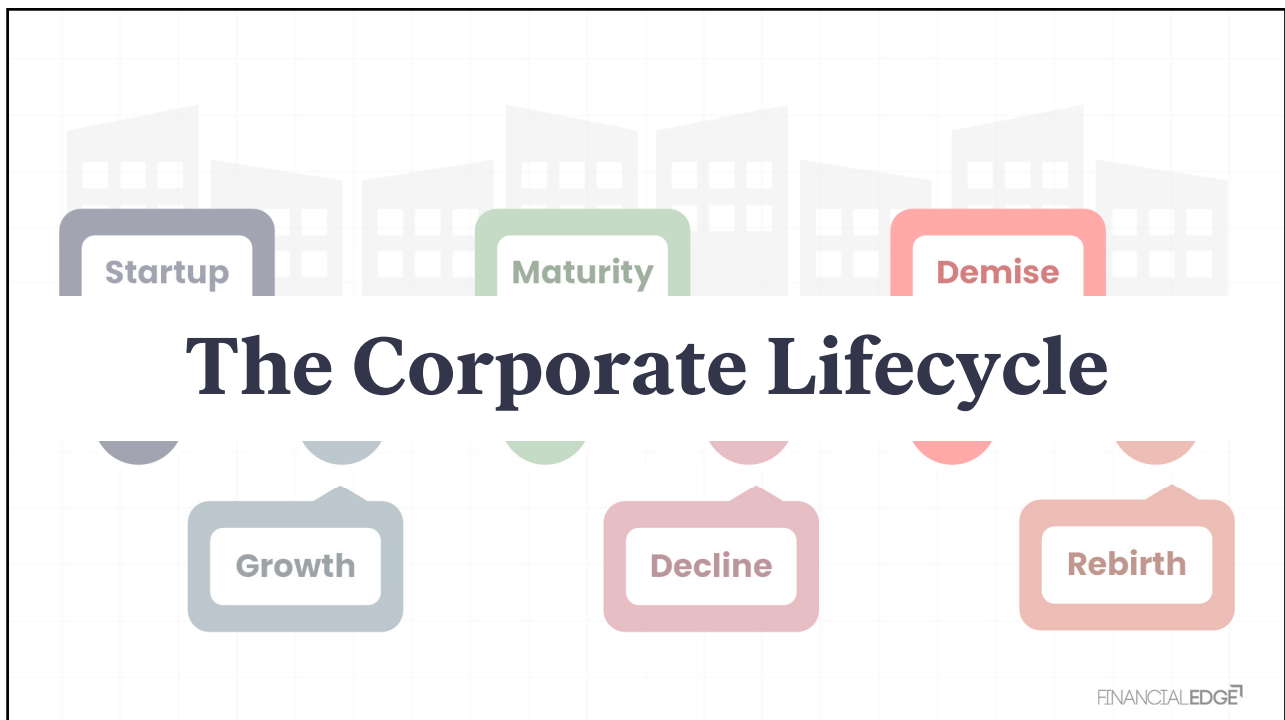 Startup
Maturity
Demise
The Corporate Lifecycle
Growth
Decline
Rebirth
FINANCIALEDGE